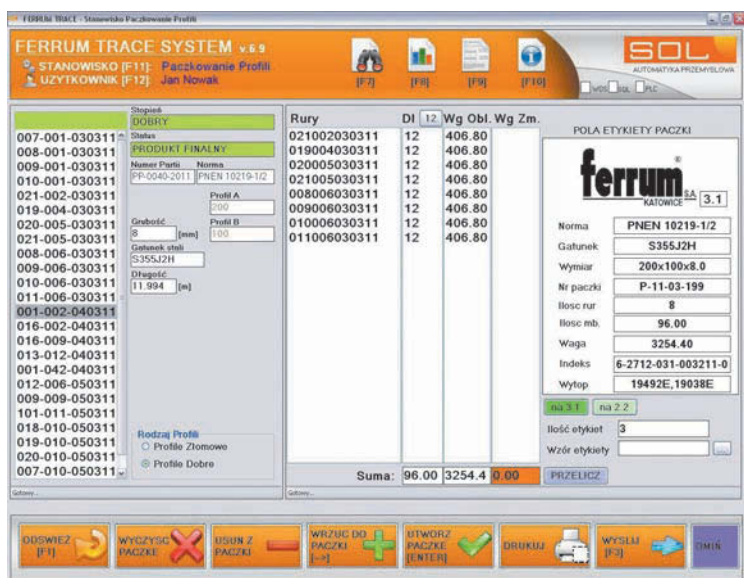 FERRUM TRACE - Stanowisko Paczkowanie Profili
FERRUM TRACE SYSTEM v.6.9
STANOWISKO [F11]: Paczkowanie Profili
UZYTKOWNIK [F12]: Jan Nowak
[F7] [F8] [F9] [F10]
SOL
AUTOMATYKA PRZEMYSŁOWA
WDS SQL PLC
007-001-030311
008-001-030311
009-001-030311
010-001-030311
021-002-030311
019-004-030311
020-005-030311
021-005-030311
008-006-030311
009-006-030311
010-006-030311
011-006-030311
001-002-040311
016-002-040311
016-009-040311
013-012-040311
001-042-040311
012-006-050311
009-009-050311
101-011-050311
018-010-050311
019-010-050311
020-010-050311
007-010-050311
Stopień
DOBRY
Status
PRODUKT FINALNY
Numer Partii Norma
PP-0040-2011 PNEN 10219-1/2
Profil A
200
Grubość Profil B
8 [mm] 100
Gatunek stali
S355J2H
Długość
11.994 [m]
Rodzaj Profili
Profile Złomowe
Profile Dobre
Gotowy...
Rury Dl 12 Wg Obl. Wg Zm.
021002030311 12 406.80
019004030311 12 406.80
020005030311 12 406.80
021005030311 12 406.80
008006030311 12 406.80
009006030311 12 406.80
010006030311 12 406.80
011006030311 12 406.80
Suma: 96.00 3254.4 0.00
Gotowy...
POLA ETYKIETY PACZKI
ferrum ®
KATOWICE S.A. 3.1
Norma PNEN 10219-1/2
Gatunek S355J2H
Wymiar 200x100x8.0
Nr paczki P-11-03-199
Ilosc rur 8
Ilosc mb. 96.00
Waga 3254.40
Indeks 6-2712-031-003211-0
Wytop 19492E,19038E
na 3.1 na 2.2
Ilość etykiet 3
Wzór etykiety ...
PRZELICZ
ODSWIEZ [F1]
WYCZYSC PACZKE
USUN Z PACZKI
WRZUC DO PACZKI [-->]
UTWORZ PACZKE [ENTER]
DRUKUJ
WYSLIJ [F3]
OMIŃ